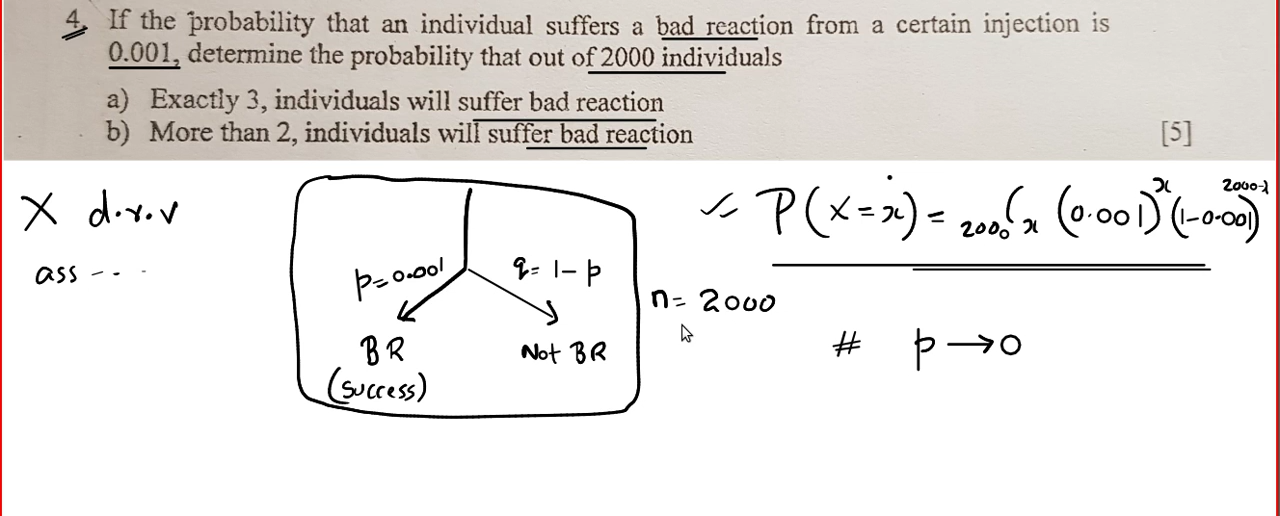 4. If the probability that an individual suffers a bad reaction from a certain injection is
0.001, determine the probability that out of 2000 individuals
a) Exactly 3, individuals will suffer bad reaction
b) More than 2, individuals will suffer bad reaction [5]
X d.r.v
ass -- . .
p=0.001
q= 1-p
BR
(success)
Not BR
n= 2000
P(X=x) = 2000Cx (0.001)^x (1-0.001)^2000-x
# p→0